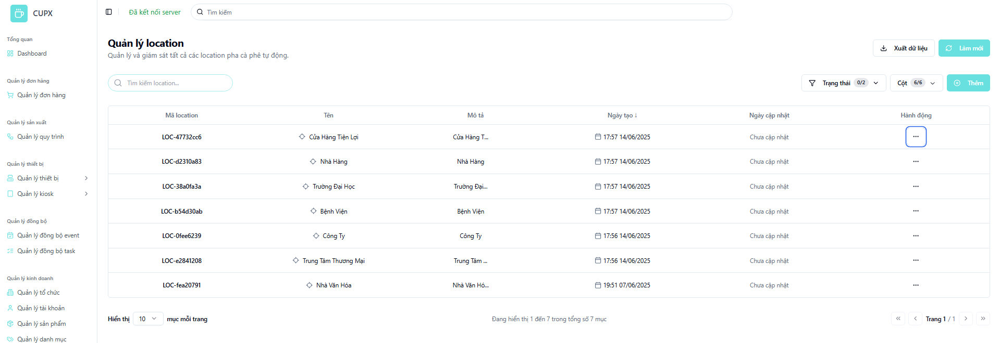 CUPX
Tổng quan
Dashboard
Quản lý đơn hàng
Quản lý đơn hàng
Quản lý sản xuất
Quản lý quy trình
Quản lý thiết bị
Quản lý thiết bị
Quản lý kiosk
Quản lý đồng bộ
Quản lý đồng bộ event
Quản lý đồng bộ task
Quản lý kinh doanh
Quản lý tổ chức
Quản lý tài khoản
Quản lý sản phẩm
Quản lý danh mục
Đã kết nối server
Tìm kiếm
Quản lý location
Quản lý và giám sát tất cả các location pha cà phê tự động.
Xuất dữ liệu
Làm mới
Tìm kiếm location...
Trạng thái 0/2
Cột 6/6
Thêm
Mã location Tên Mô tả Ngày tạo ↓ Ngày cập nhật Hành động
LOC-47732cc6 Cửa Hàng Tiện Lợi Cửa Hàng T... 17:57 14/06/2025 Chưa cập nhật ...
LOC-d2310a83 Nhà Hàng Nhà Hàng 17:57 14/06/2025 Chưa cập nhật ...
LOC-38a0fa3a Trường Đại Học Trường Đại... 17:57 14/06/2025 Chưa cập nhật ...
LOC-b54d30ab Bệnh Viện Bệnh Viện 17:57 14/06/2025 Chưa cập nhật ...
LOC-0fee6239 Công Ty Công Ty 17:56 14/06/2025 Chưa cập nhật ...
LOC-e2841208 Trung Tâm Thương Mại Trung Tâm ... 17:56 14/06/2025 Chưa cập nhật ...
LOC-fea20791 Nhà Văn Hóa Nhà Văn Hó... 19:51 07/06/2025 Chưa cập nhật ...
Hiển thị 10 mục mỗi trang
Đang hiển thị 1 đến 7 trong tổng số 7 mục
Trang 1 / 1